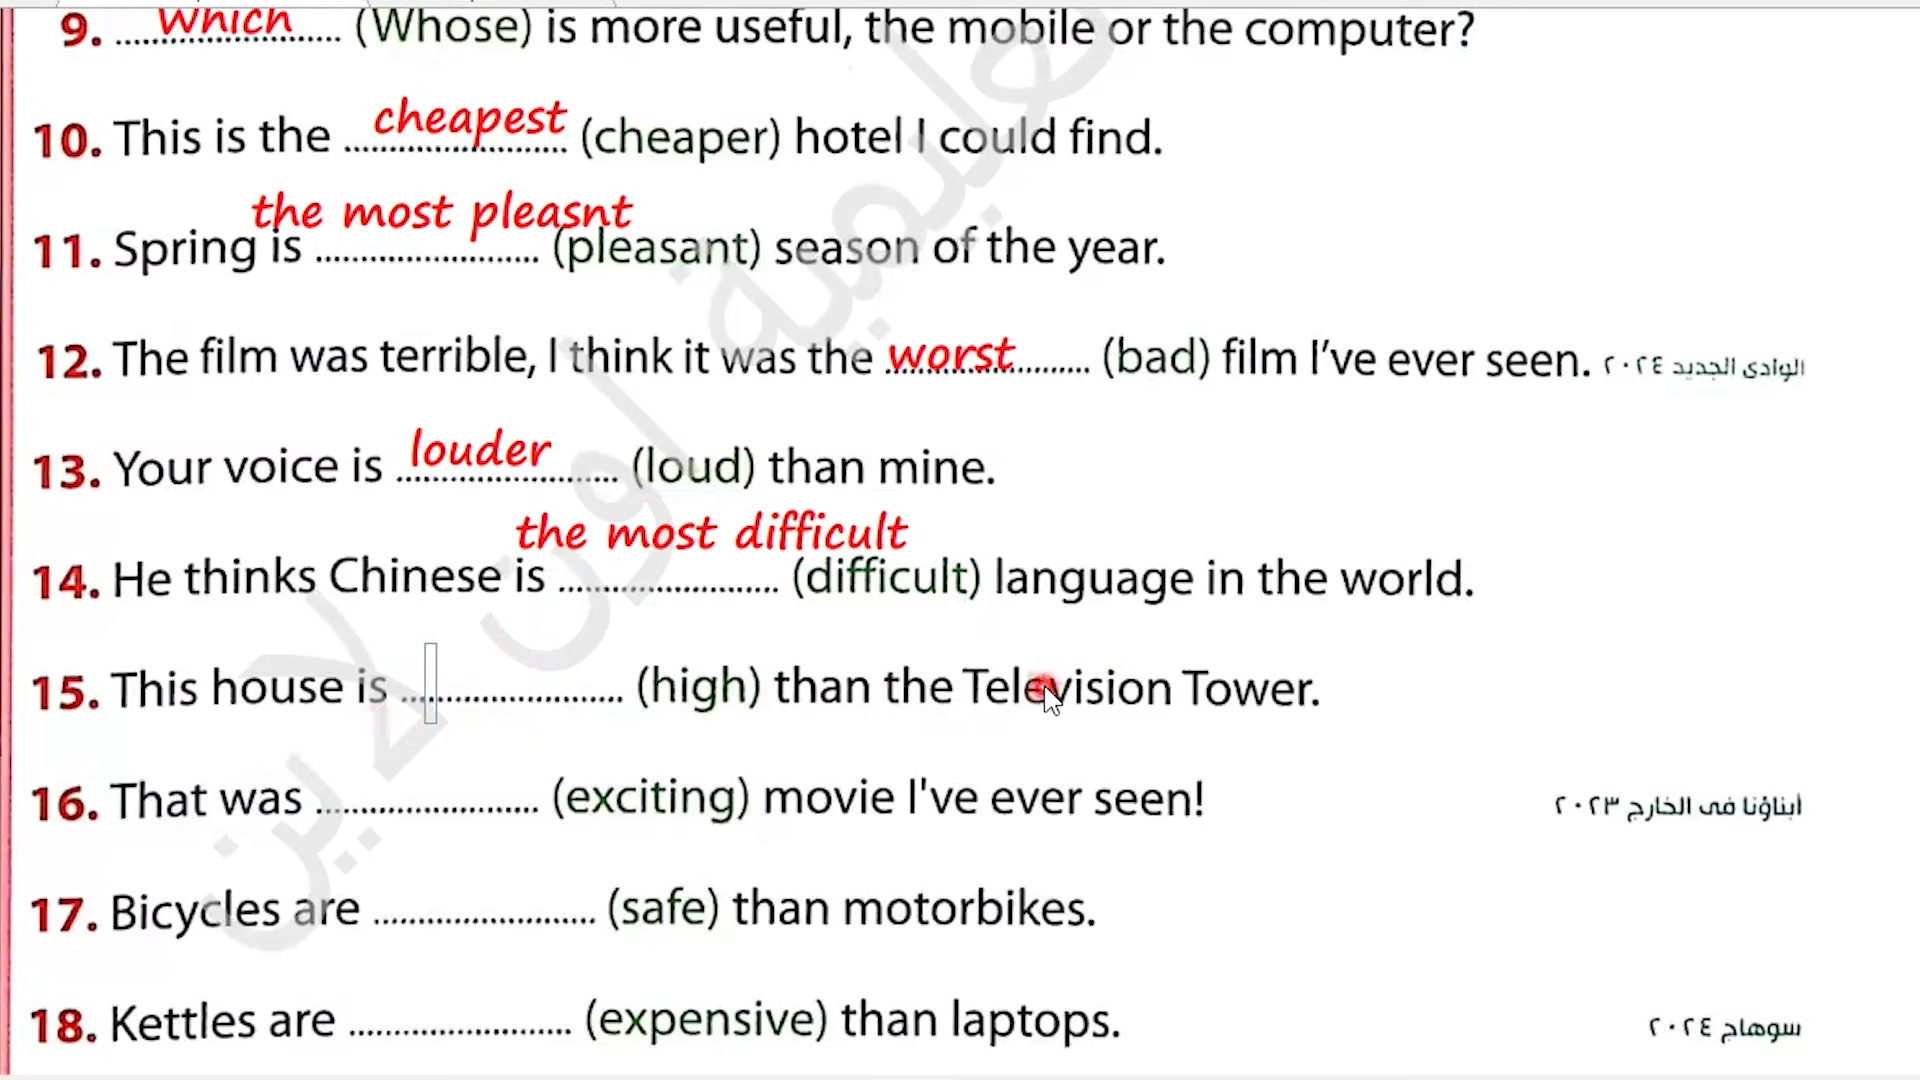 9. which (Whose) is more useful, the mobile or the computer?
10. This is the cheapest (cheaper) hotel I could find.
the most pleasnt
11. Spring is ........................ (pleasant) season of the year.
12. The film was terrible, I think it was the worst (bad) film I've ever seen. الوادى الجديد ٢٠٢٤
13. Your voice is louder (loud) than mine.
the most difficult
14. He thinks Chinese is ........................ (difficult) language in the world.
15. This house is ........................ (high) than the Television Tower.
16. That was ........................ (exciting) movie I've ever seen! أبناؤنا فى الخارج ٢٠٢٣
17. Bicycles are ........................ (safe) than motorbikes.
18. Kettles are ........................ (expensive) than laptops. سوهاج ٢٠٢٤